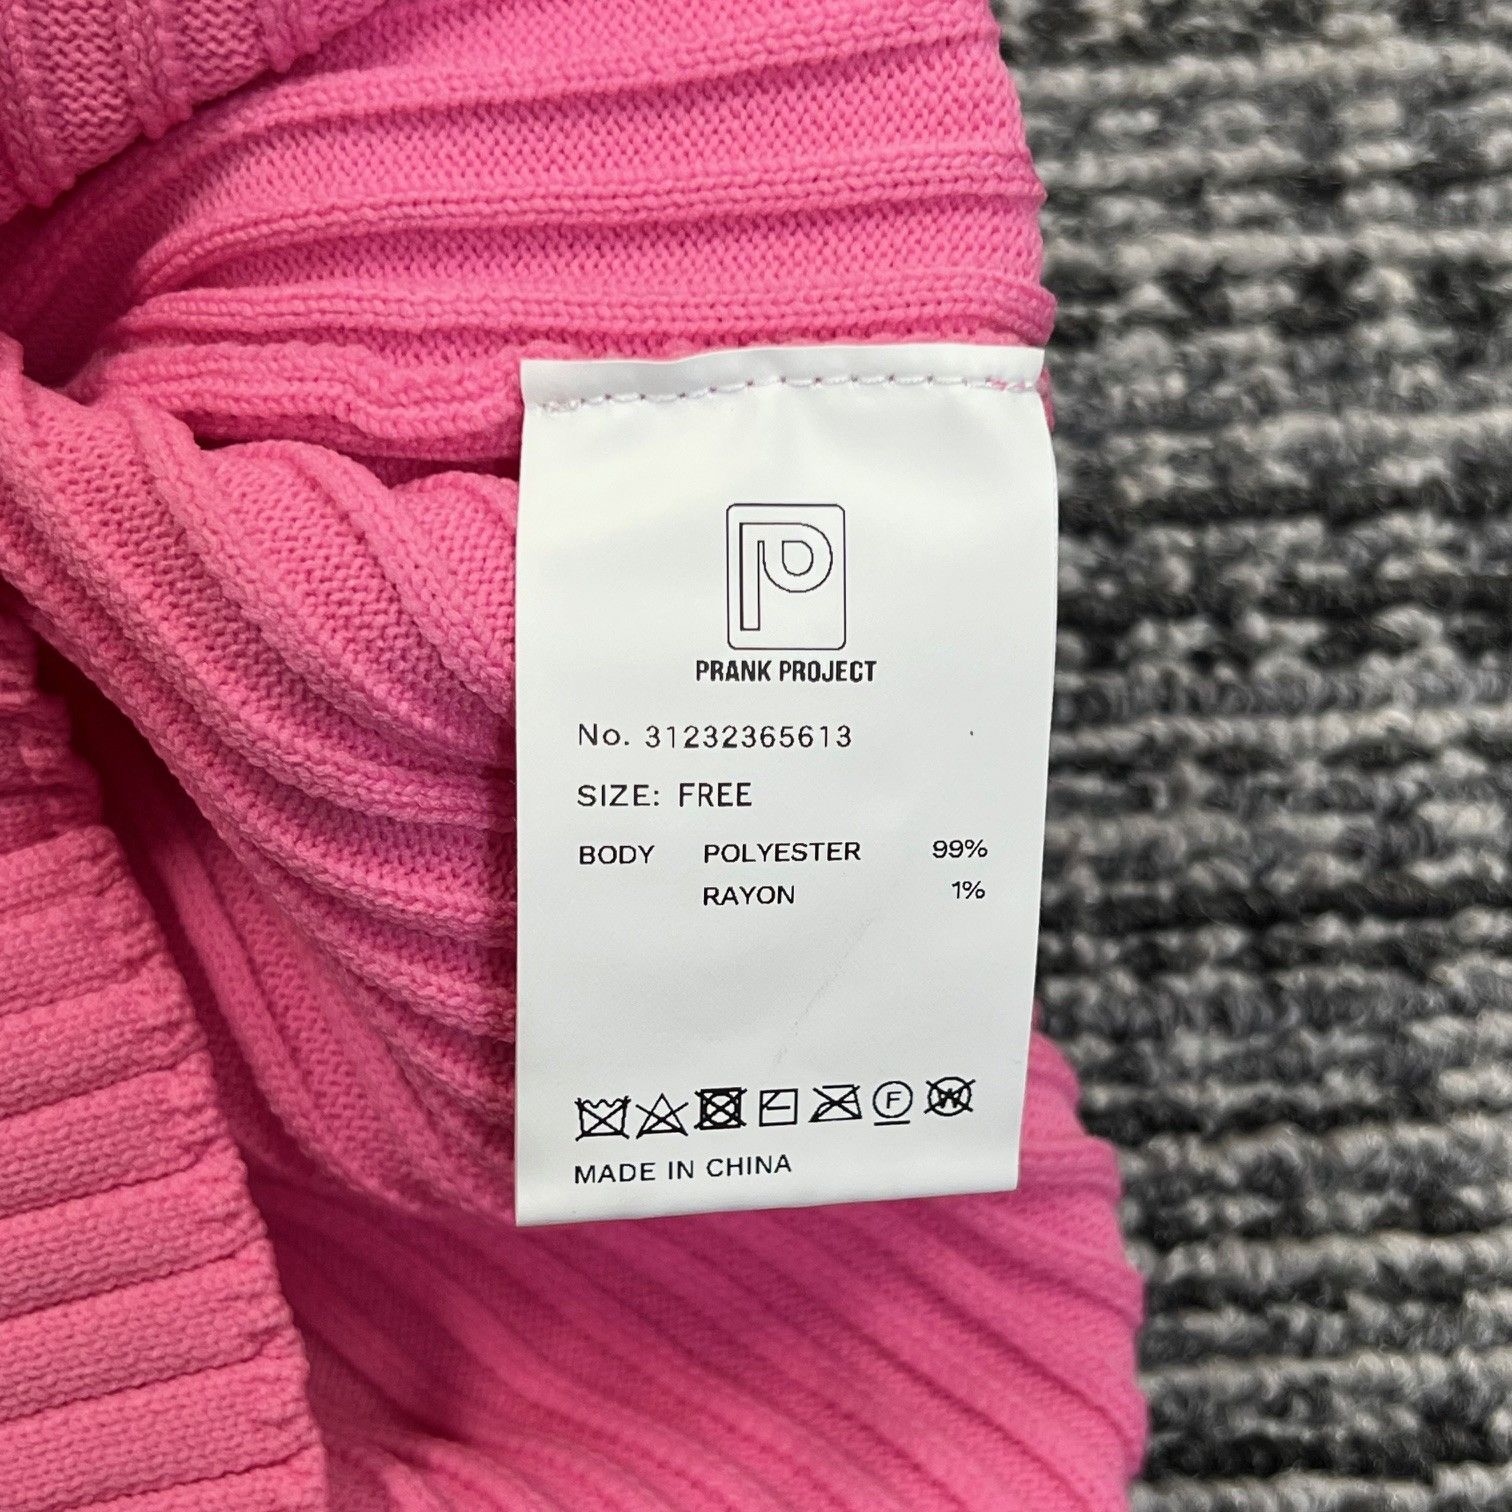 P
PRANK PROJECT
No. 31232365613
SIZE: FREE
BODY POLYESTER 99%
RAYON 1%
F W
MADE IN CHINA